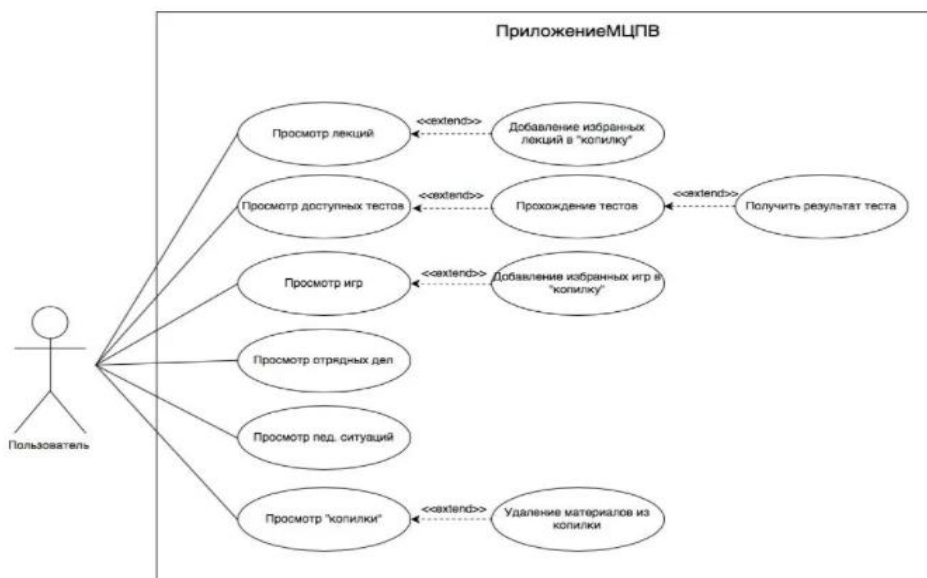 ПриложениеМЦПВ
Просмотр лекций
<<extend>>
Добавление избранных
лекций в "копилку"
Просмотр доступных тестов
<<extend>>
Прохождение тестов
<<extend>>
Получить результат теста
Просмотр игр
<<extend>>
Добавление избранных игр в
"копилку"
Просмотр отрядных дел
Просмотр пед. ситуаций
Пользователь
Просмотр "копилки"
<<extend>>
Удаление материалов из
копилки